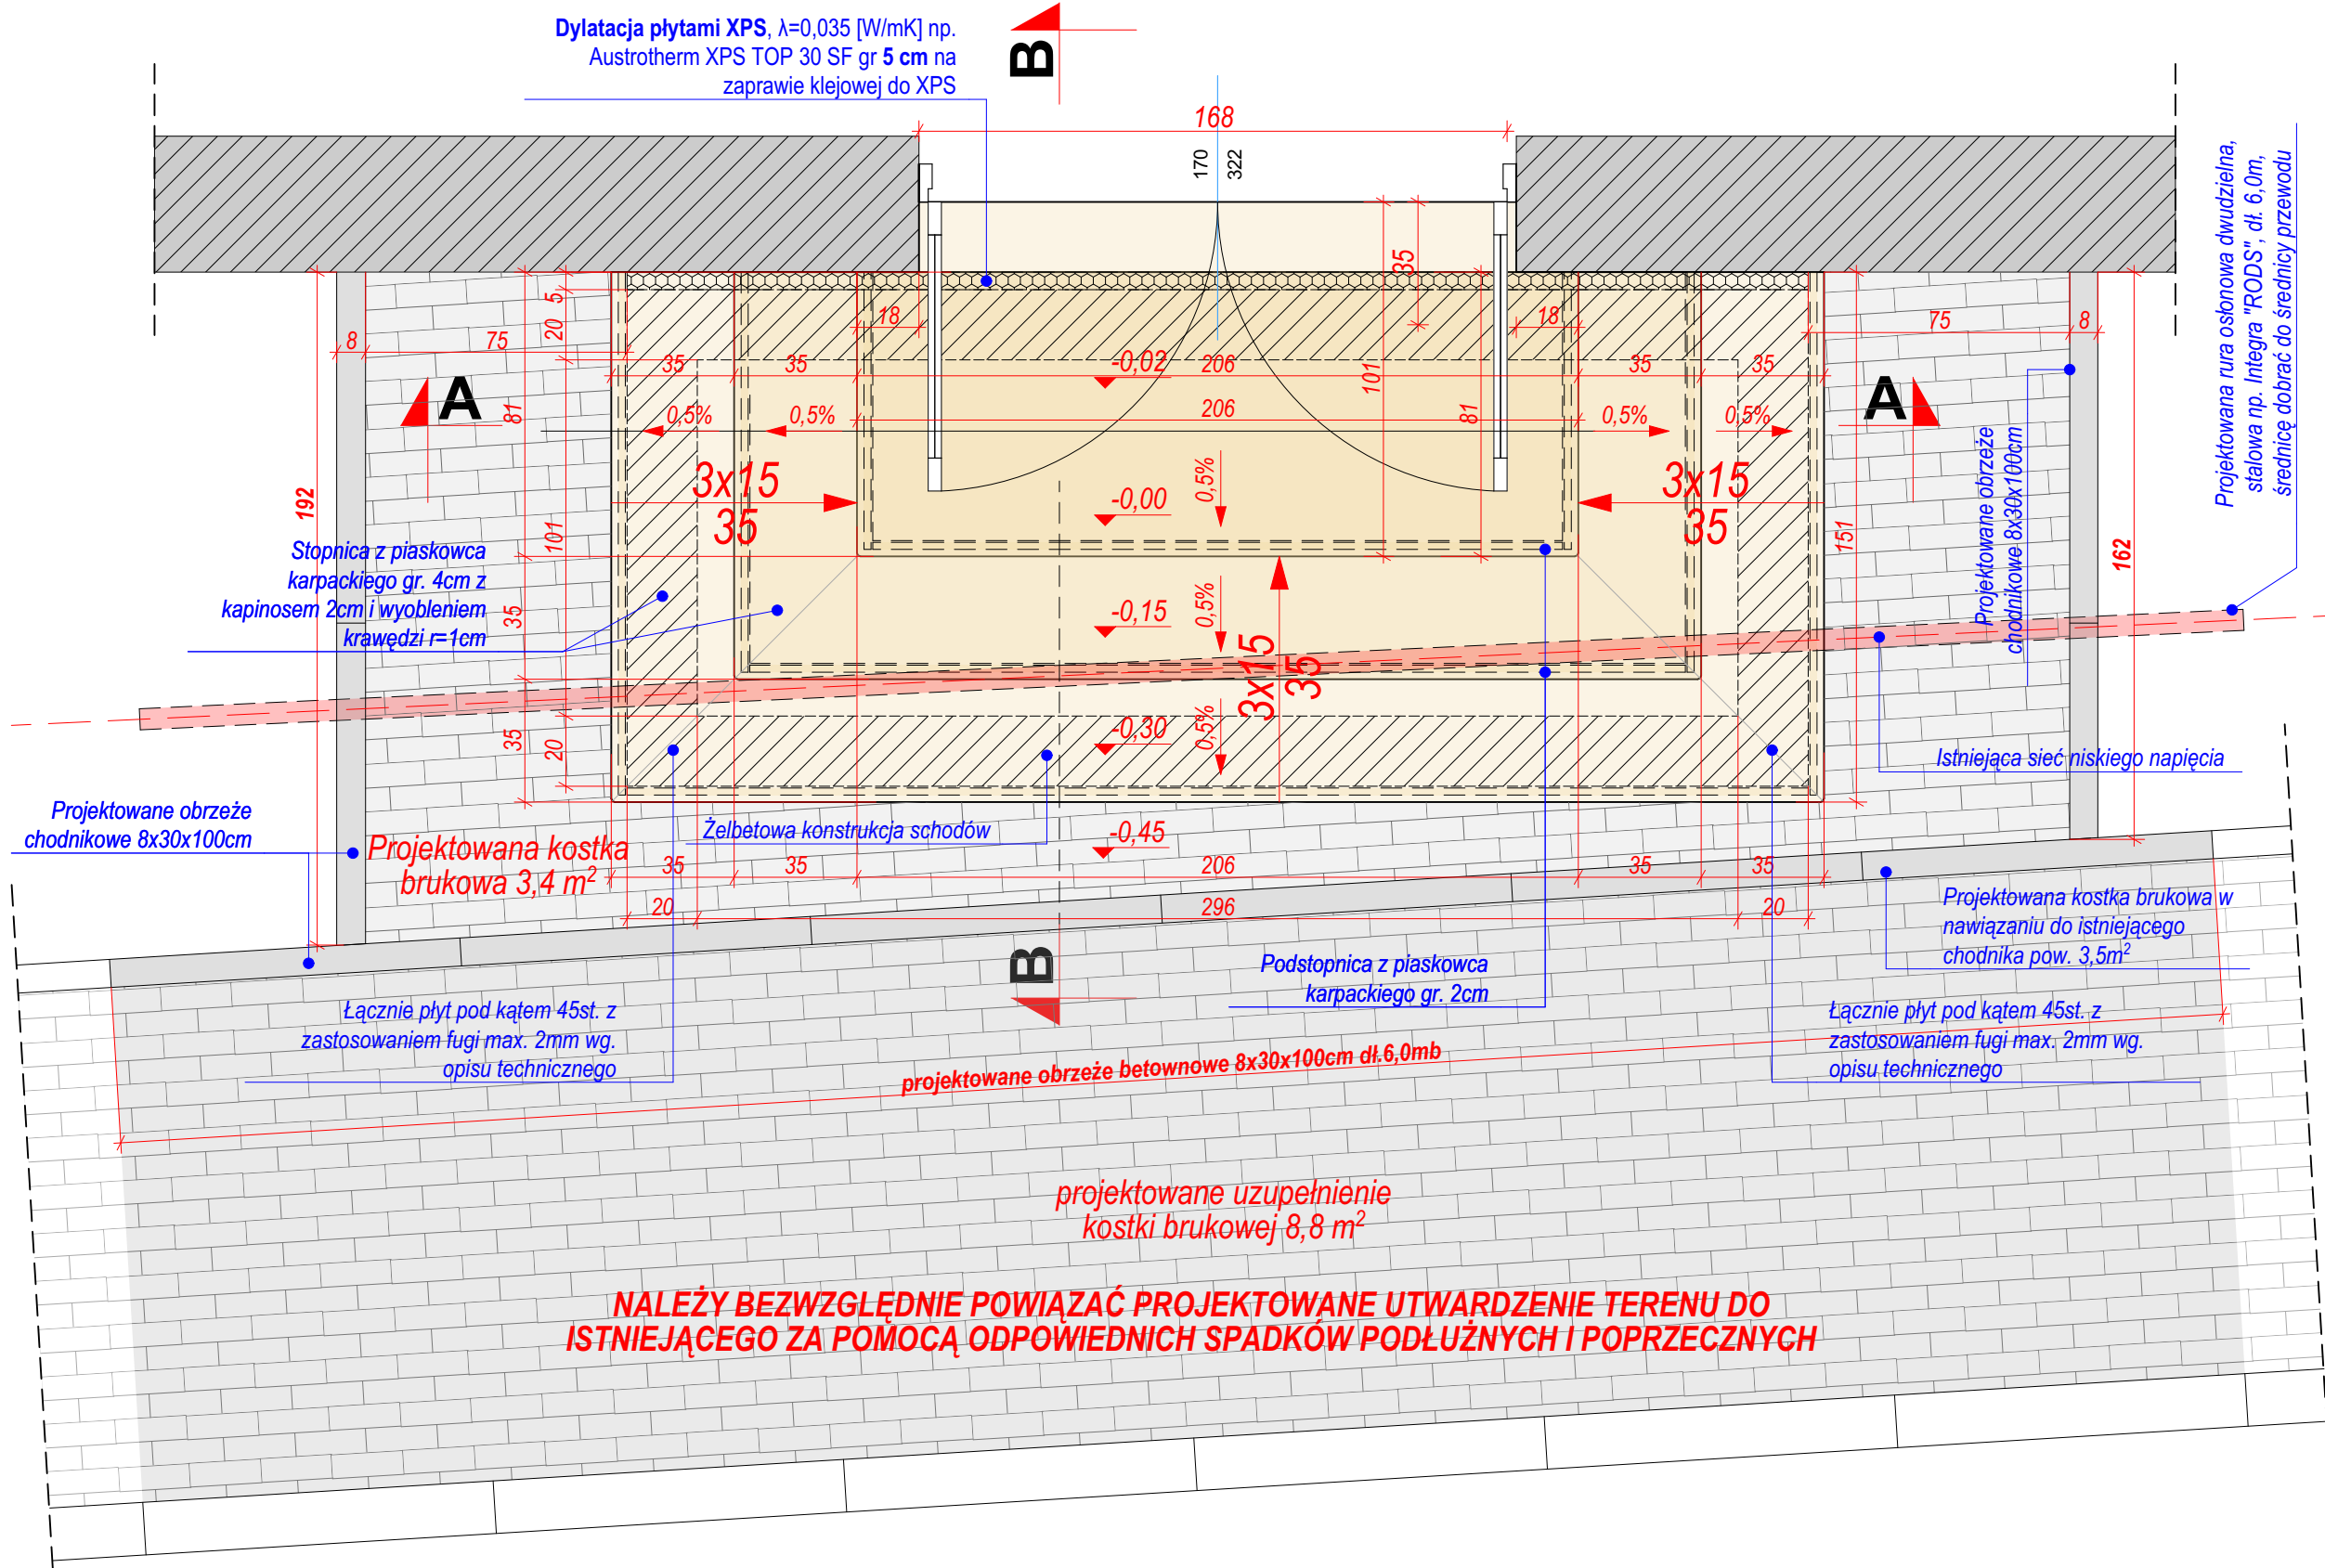 Dylatacja płytami XPS, λ=0,035 [W/mK] np.
Austrotherm XPS TOP 30 SF gr 5 cm na
zaprawie klejowej do XPS
B
168
170
322
Projektowana rura osłonowa dwudzielna,
stalowa np. Integra "RODS", dł. 6,0m,
średnicę dobrać do średnicy przewodu
35
5
20
18
18
8
75
75
8
35
35
-0,02
206
35
35
101
81
81
A
A
0,5%
0,5%
206
0,5%
0,5%
Projektowane obrzeże
chodnikowe 8x30x100cm
192
3x15
35
-0,00
0,5%
3x15
35
101
151
162
Stopnica z piaskowca
karpackiego gr. 4cm z
kapinosem 2cm i wyobleniem
krawędzi r=1cm
35
-0,15
0,5%
3x15
35
35
20
-0,30
0,5%
Istniejąca sieć niskiego napięcia
Projektowane obrzeże
chodnikowe 8x30x100cm
Żelbetowa konstrukcja schodów
-0,45
Projektowana kostka
brukowa 3,4 m²
35
35
206
35
35
20
296
20
Projektowana kostka brukowa w
nawiązaniu do istniejącego
chodnika pow. 3,5m²
B
Podstopnica z piaskowca
karpackiego gr. 2cm
Łącznie płyt pod kątem 45st. z
zastosowaniem fugi max. 2mm wg.
opisu technicznego
Łącznie płyt pod kątem 45st. z
zastosowaniem fugi max. 2mm wg.
opisu technicznego
projektowane obrzeże betownowe 8x30x100cm dł.6,0mb
projektowane uzupełnienie
kostki brukowej 8,8 m²
NALEŻY BEZWZGLĘDNIE POWIĄZAĆ PROJEKTOWANE UTWARDZENIE TERENU DO
ISTNIEJĄCEGO ZA POMOCĄ ODPOWIEDNICH SPADKÓW PODŁUŻNYCH I POPRZECZNYCH